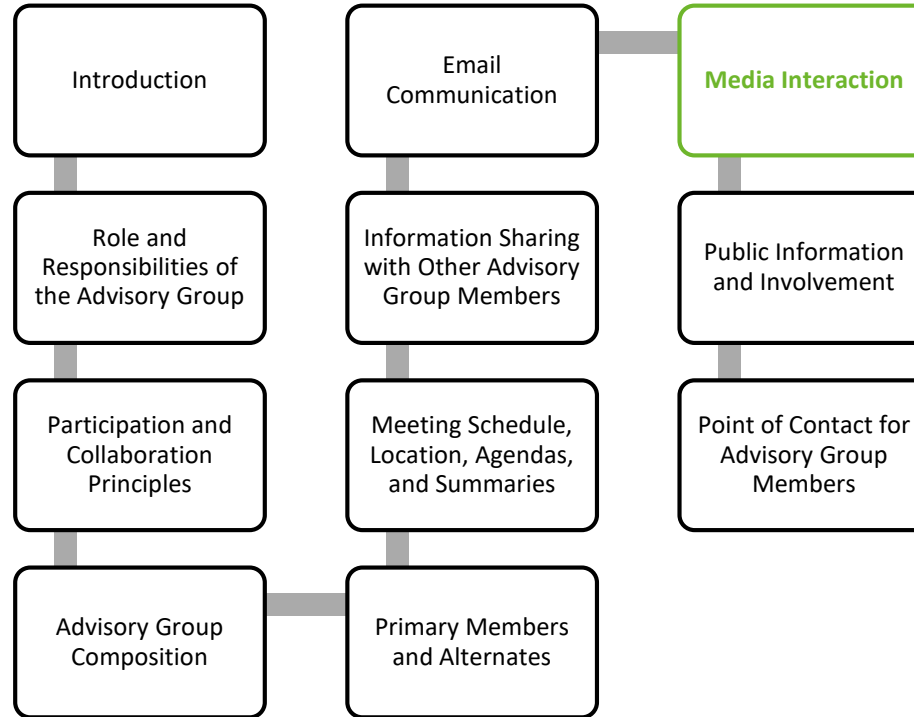 Introduction
Role and
Responsibilities of
the Advisory Group
Participation and
Collaboration
Principles
Advisory Group
Composition
Primary Members
and Alternates
Meeting Schedule,
Location, Agendas,
and Summaries
Information Sharing
with Other Advisory
Group Members
Email
Communication
Media Interaction
Public Information
and Involvement
Point of Contact for
Advisory Group
Members